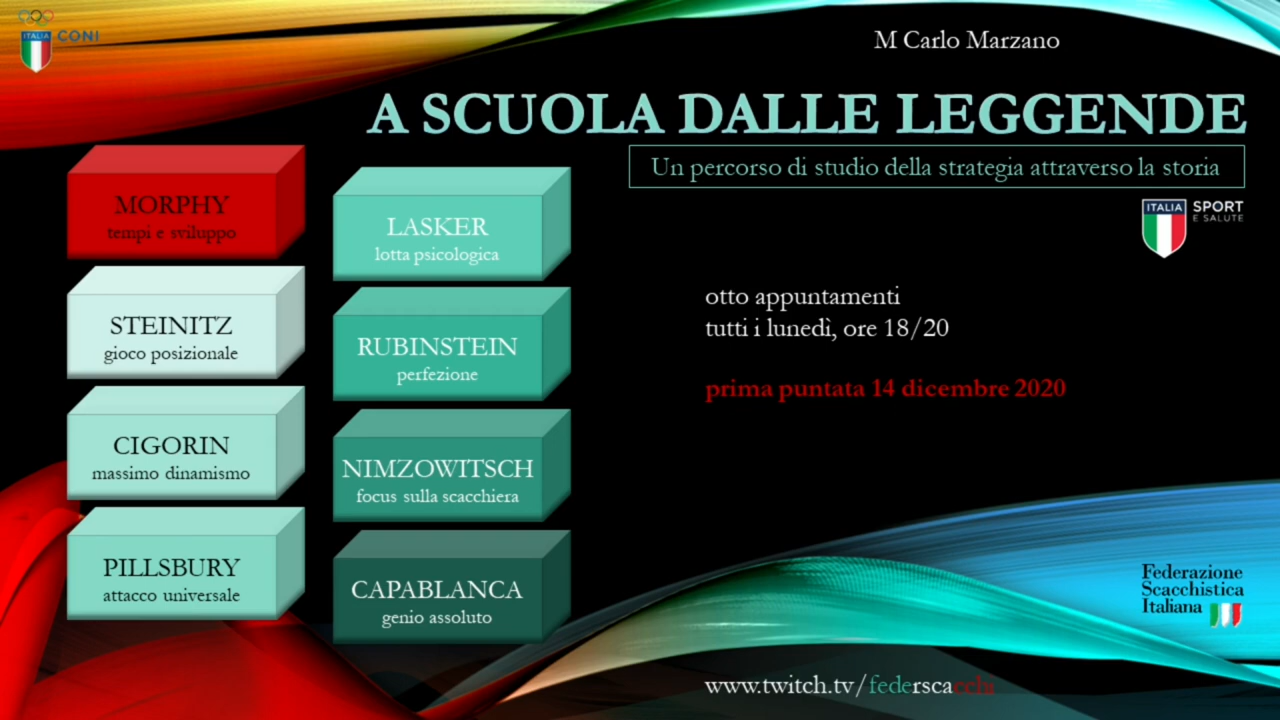 ITALIA CONI
M Carlo Marzano
A SCUOLA DALLE LEGGENDE
Un percorso di studio della strategia attraverso la storia
ITALIA SPORT
E SALUTE
MORPHY
tempi e sviluppo
STEINITZ
gioco posizionale
CIGORIN
massimo dinamismo
PILLSBURY
attacco universale
LASKER
lotta psicologica
RUBINSTEIN
perfezione
NIMZOWITSCH
focus sulla scacchiera
CAPABLANCA
genio assoluto
otto appuntamenti
tutti i lunedì, ore 18/20
prima puntata 14 dicembre 2020
Federazione
Scacchistica
Italiana
www.twitch.tv/federscacchi